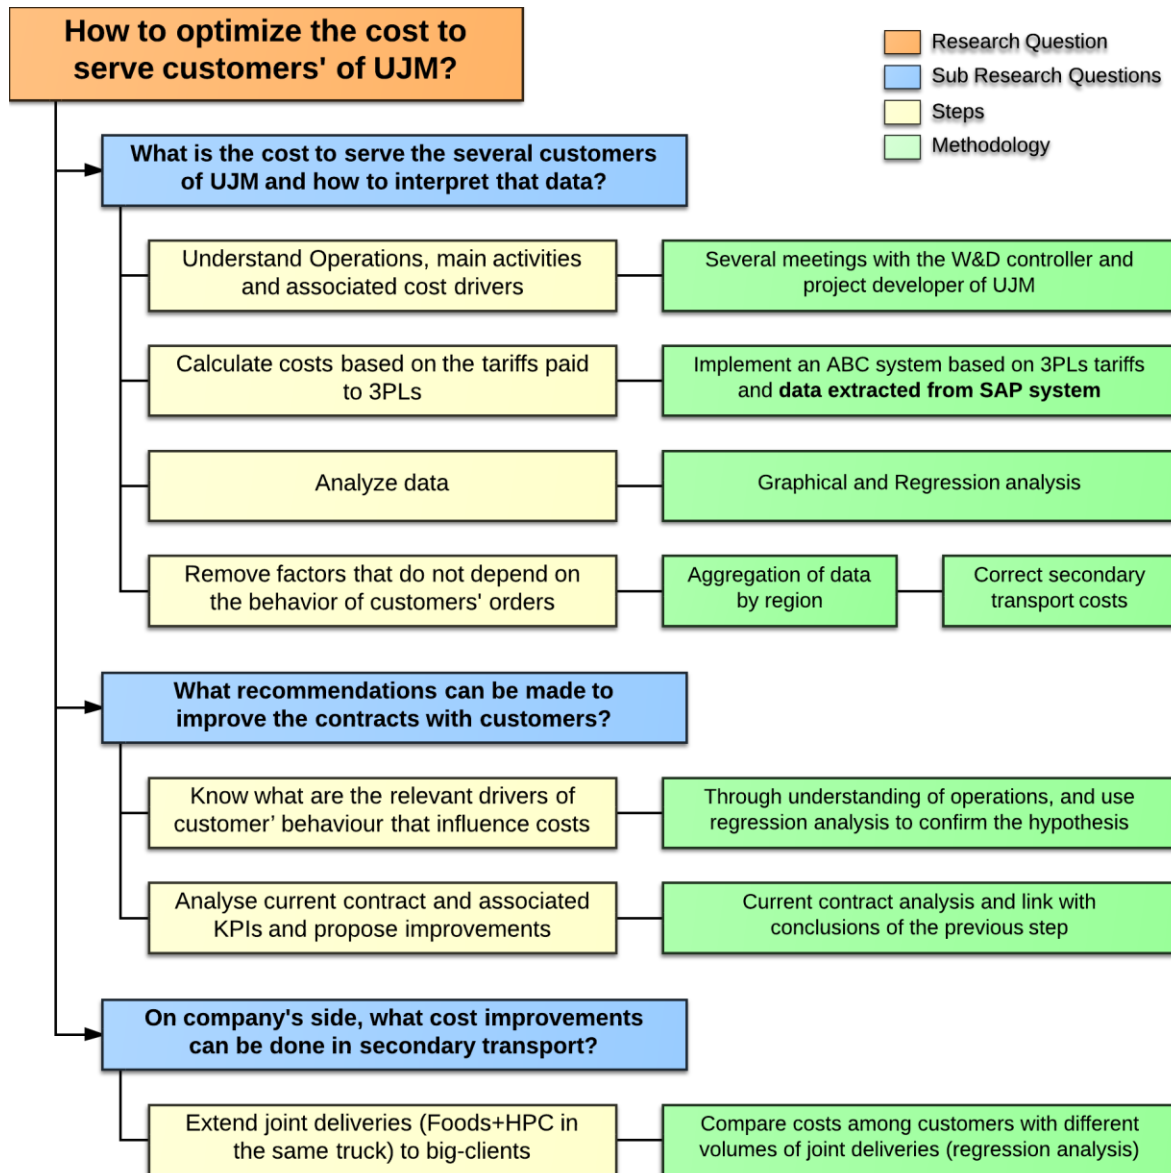 How to optimize the cost to
serve customers' of UJM?
Research Question
Sub Research Questions
Steps
Methodology
What is the cost to serve the several customers
of UJM and how to interpret that data?
Understand Operations, main activities
and associated cost drivers
Several meetings with the W&D controller and
project developer of UJM
Calculate costs based on the tariffs paid
to 3PLs
Implement an ABC system based on 3PLs tariffs
and data extracted from SAP system
Analyze data
Graphical and Regression analysis
Remove factors that do not depend on
the behavior of customers' orders
Aggregation of data
by region
Correct secondary
transport costs
What recommendations can be made to
improve the contracts with customers?
Know what are the relevant drivers of
customer’ behaviour that influence costs
Through understanding of operations, and use
regression analysis to confirm the hypothesis
Analyse current contract and associated
KPIs and propose improvements
Current contract analysis and link with
conclusions of the previous step
On company's side, what cost improvements
can be done in secondary transport?
Extend joint deliveries (Foods+HPC in
the same truck) to big-clients
Compare costs among customers with different
volumes of joint deliveries (regression analysis)